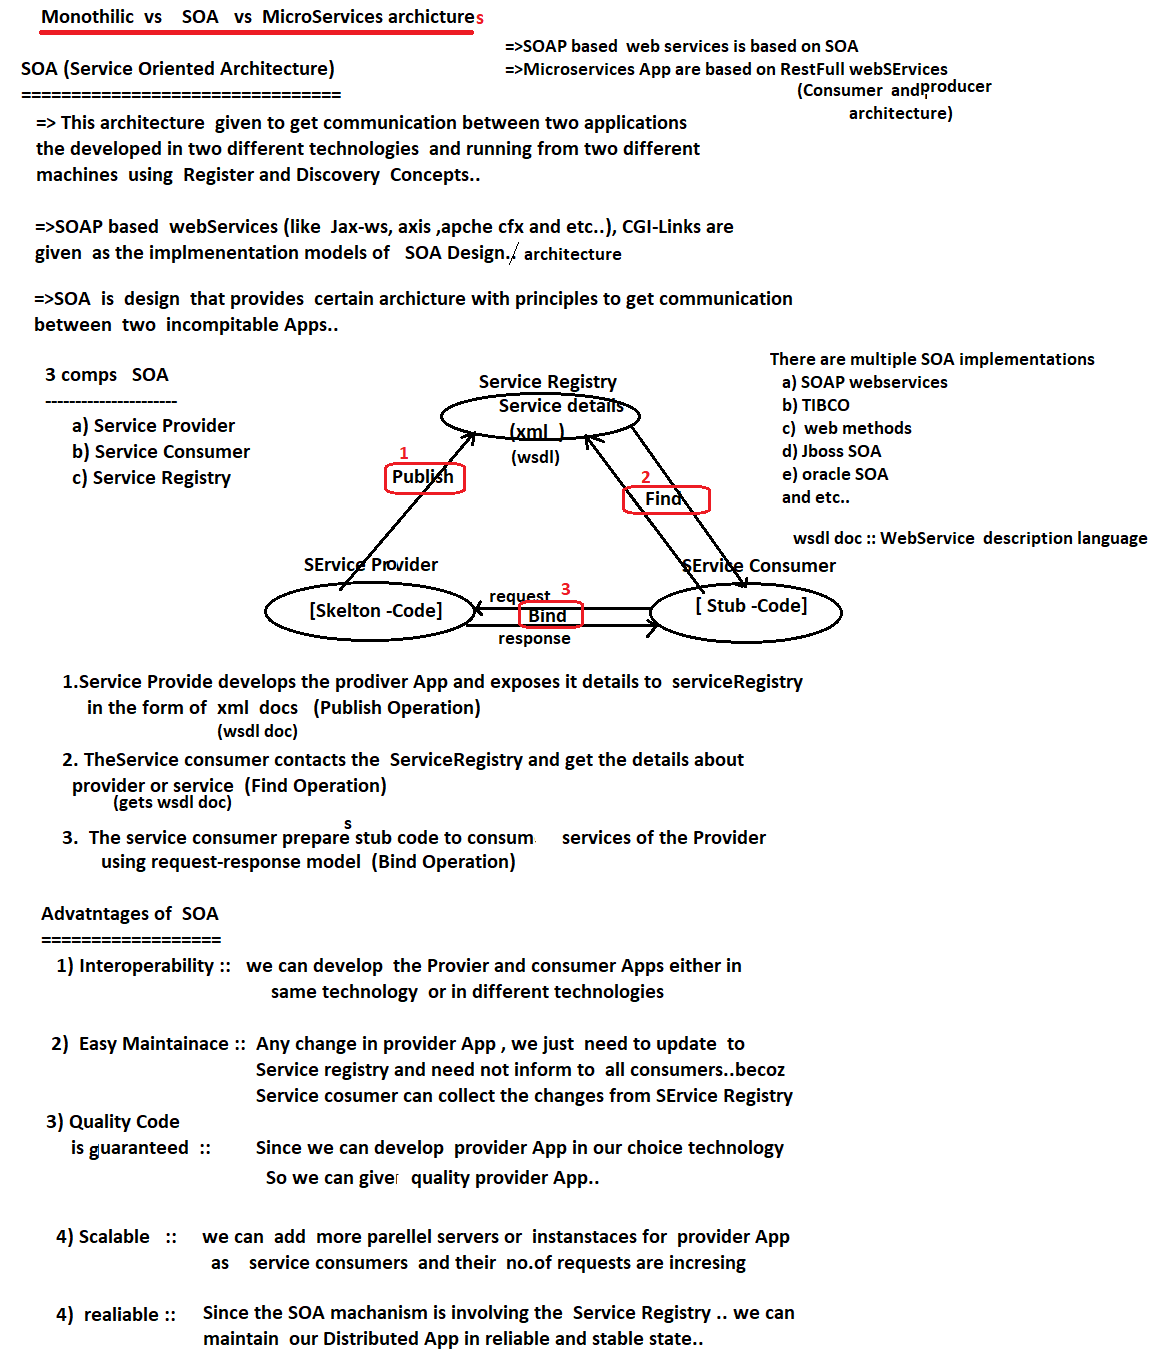 Monothilic vs SOA vs MicroServices archictures
=>SOAP based web services is based on SOA
SOA (Service Oriented Architecture)
=>Microservices App are based on RestFull webSErvices
================================
(Consumer and producer
architecture)
=> This architecture given to get communication between two applications
the developed in two different technologies and running from two different
machines using Register and Discovery Concepts..
=>SOAP based webServices (like Jax-ws, axis ,apche cfx and etc..), CGI-Links are
given as the implmenentation models of SOA Design../ architecture
=>SOA is design that provides certain archicture with principles to get communication
between two incompitable Apps..
3 comps SOA
----------------------
a) Service Provider
b) Service Consumer
c) Service Registry
Service Registry
Service details
(xml )
(wsdl)
1
Publish
2
Find
SErvice Provider
[Skelton -Code]
request 3
Bind
response
SErvice Consumer
[ Stub -Code]
There are multiple SOA implementations
a) SOAP webservices
b) TIBCO
c) web methods
d) Jboss SOA
e) oracle SOA
and etc..
wsdl doc :: WebService description language
1.Service Provide develops the prodiver App and exposes it details to serviceRegistry
in the form of xml docs (Publish Operation)
(wsdl doc)
2. TheService consumer contacts the ServiceRegistry and get the details about
provider or service (Find Operation)
(gets wsdl doc)
3. The service consumer prepares stub code to consum services of the Provider
using request-response model (Bind Operation)
Advatntages of SOA
==================
1) Interoperability :: we can develop the Provier and consumer Apps either in
same technology or in different technologies
2) Easy Maintainace :: Any change in provider App , we just need to update to
Service registry and need not inform to all consumers..becoz
Service cosumer can collect the changes from SErvice Registry
3) Quality Code
is guaranteed :: Since we can develop provider App in our choice technology
So we can give quality provider App..
4) Scalable :: we can add more parellel servers or instanstaces for provider App
as service consumers and their no.of requests are incresing
4) realiable :: Since the SOA machanism is involving the Service Registry .. we can
maintain our Distributed App in reliable and stable state..